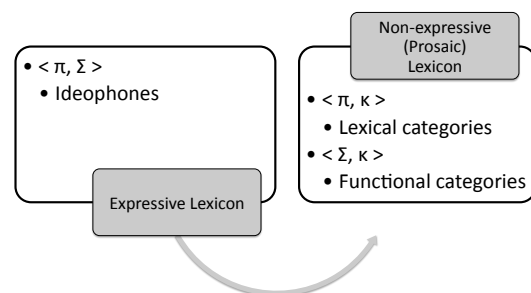 • < π, Σ >
• Ideophones
Expressive Lexicon
Non-expressive
(Prosaic)
Lexicon
• < π, κ >
• Lexical categories
• < Σ, κ >
• Functional categories